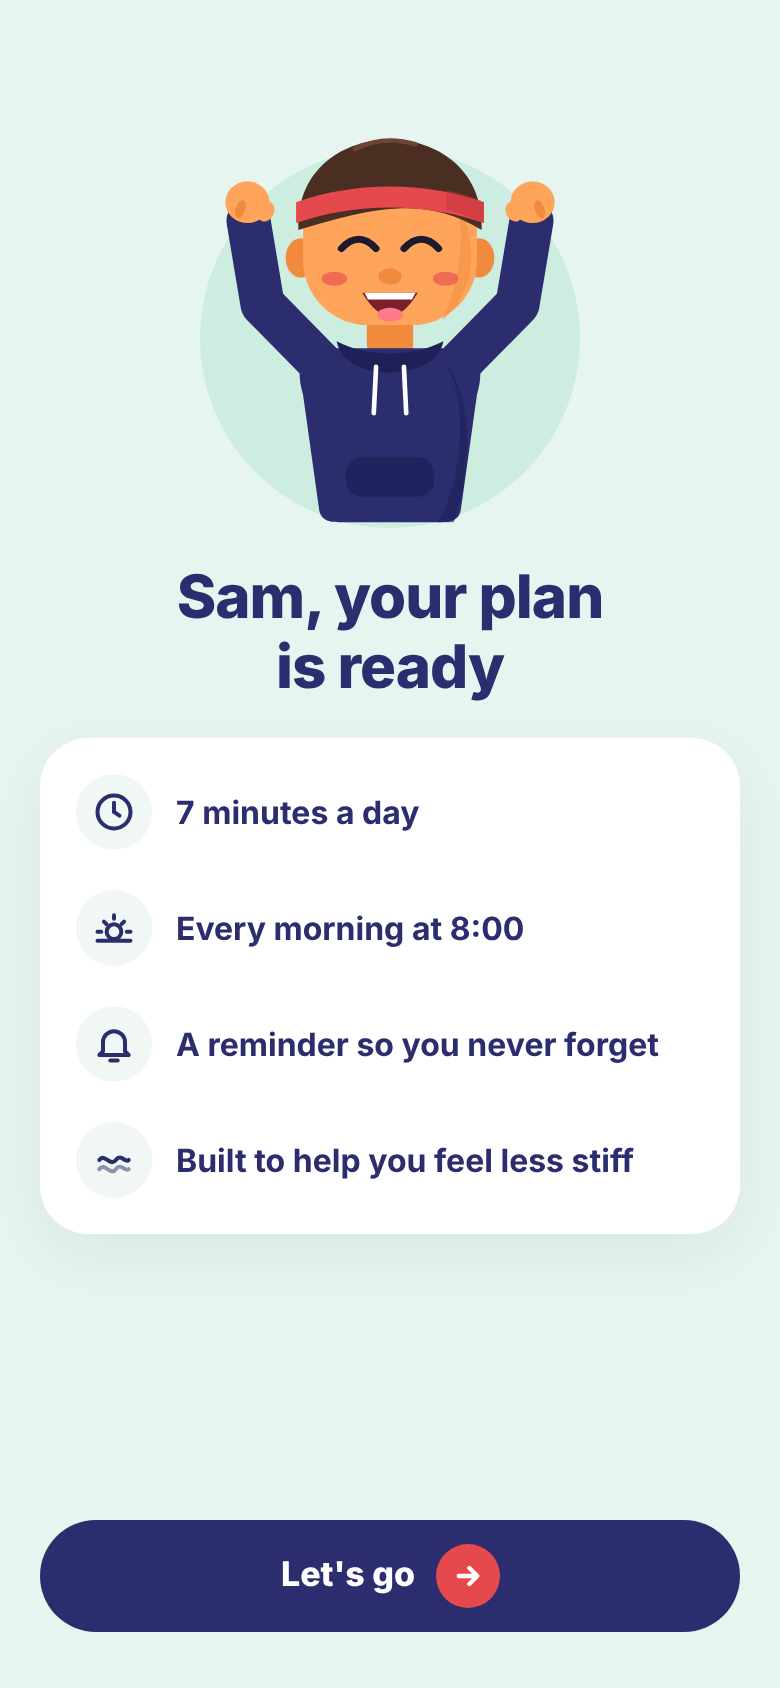 Sam, your plan
is ready
7 minutes a day
Every morning at 8:00
A reminder so you never forget
Built to help you feel less stiff
Let's go